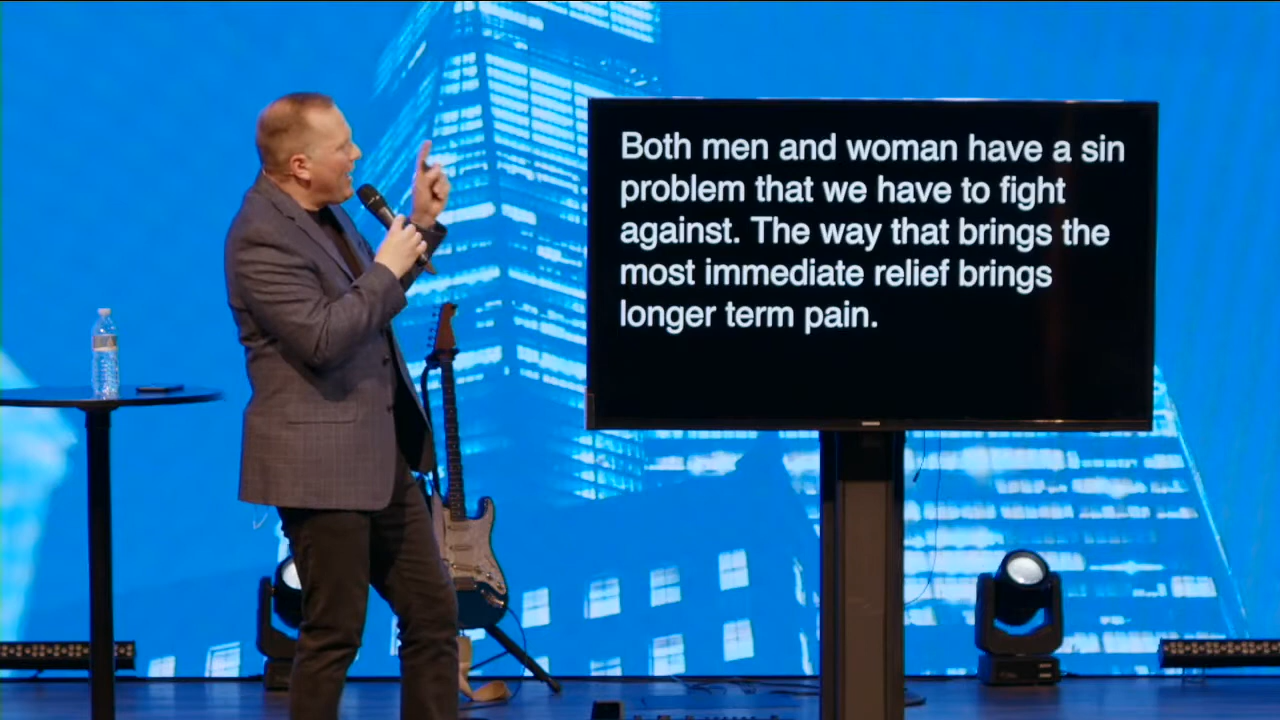 Both men and woman have a sin
problem that we have to fight
against. The way that brings the
most immediate relief brings
longer term pain.